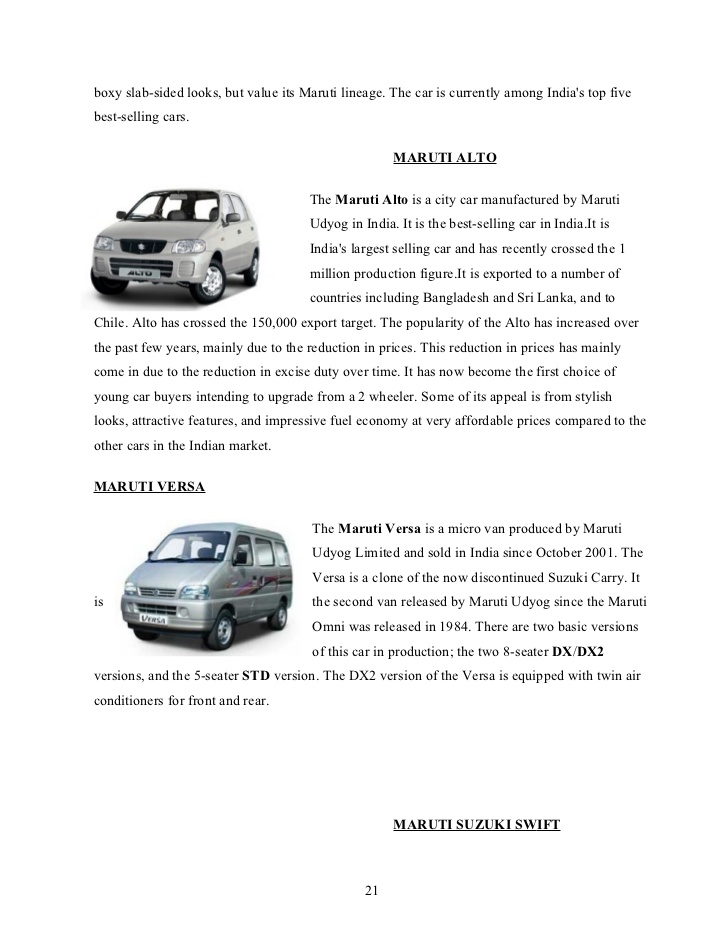 boxy slab-sided looks, but value its Maruti lineage. The car is currently among India's top five
best-selling cars.
MARUTI ALTO
The Maruti Alto is a city car manufactured by Maruti
Udyog in India. It is the best-selling car in India.It is
India's largest selling car and has recently crossed the 1
million production figure.It is exported to a number of
countries including Bangladesh and Sri Lanka, and to
ALTO
Chile. Alto has crossed the 150,000 export target. The popularity of the Alto has increased over
the past few years, mainly due to the reduction in prices. This reduction in prices has mainly
come in due to the reduction in excise duty over time. It has now become the first choice of
young car buyers intending to upgrade from a 2 wheeler. Some of its appeal is from stylish
looks, attractive features, and impressive fuel economy at very affordable prices compared to the
other cars in the Indian market.
MARUTI VERSA
The Maruti Versa is a micro van produced by Maruti
Udyog Limited and sold in India since October 2001. The
Versa is a clone of the now discontinued Suzuki Carry. It
is the second van released by Maruti Udyog since the Maruti
VERSA
Omni was released in 1984. There are two basic versions
of this car in production; the two 8-seater DX/DX2
versions, and the 5-seater STD version. The DX2 version of the Versa is equipped with twin air
conditioners for front and rear.
MARUTI SUZUKI SWIFT
21